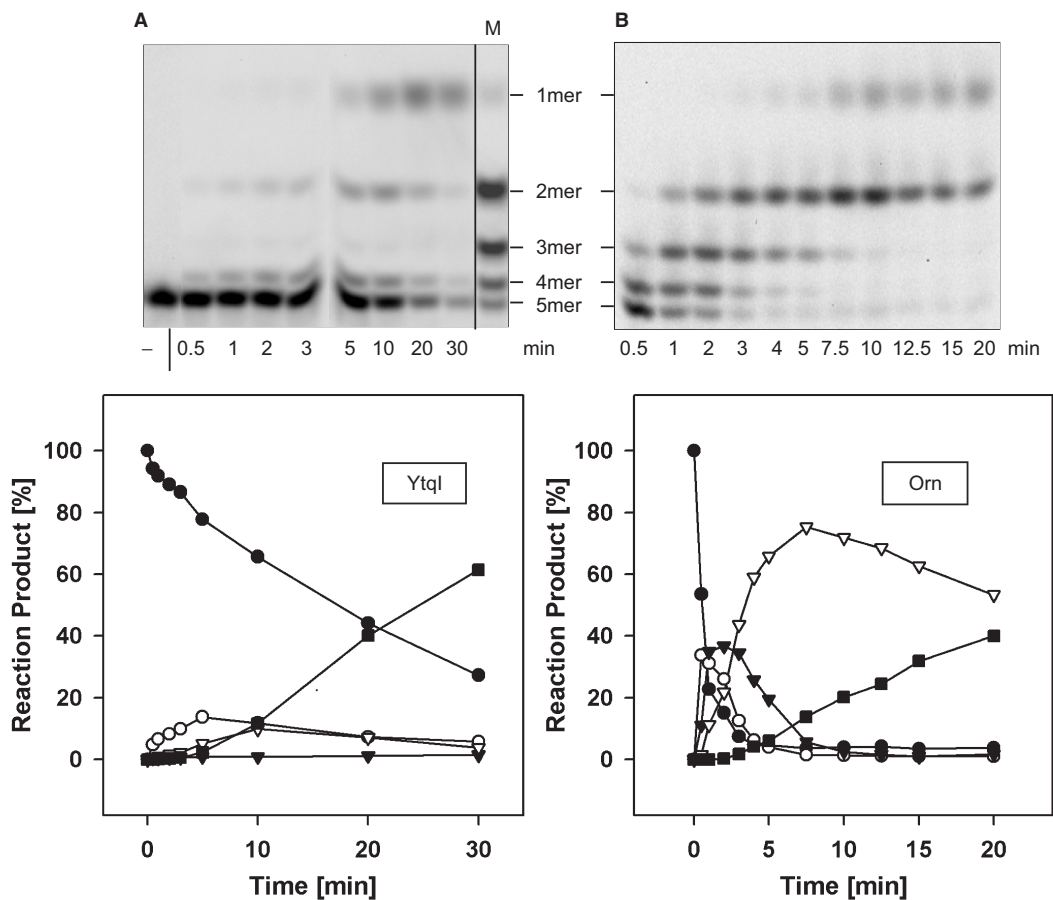 A
B
M
1mer
2mer
3mer
4mer
5mer
– 0.5 1 2 3 5 10 20 30 min
0.5 1 2 3 4 5 7.5 10 12.5 15 20 min
Reaction Product [%]
100
80
60
40
20
0
YtqI
0 10 20 30
Time [min]
Reaction Product [%]
100
80
60
40
20
0
Orn
0 5 10 15 20
Time [min]